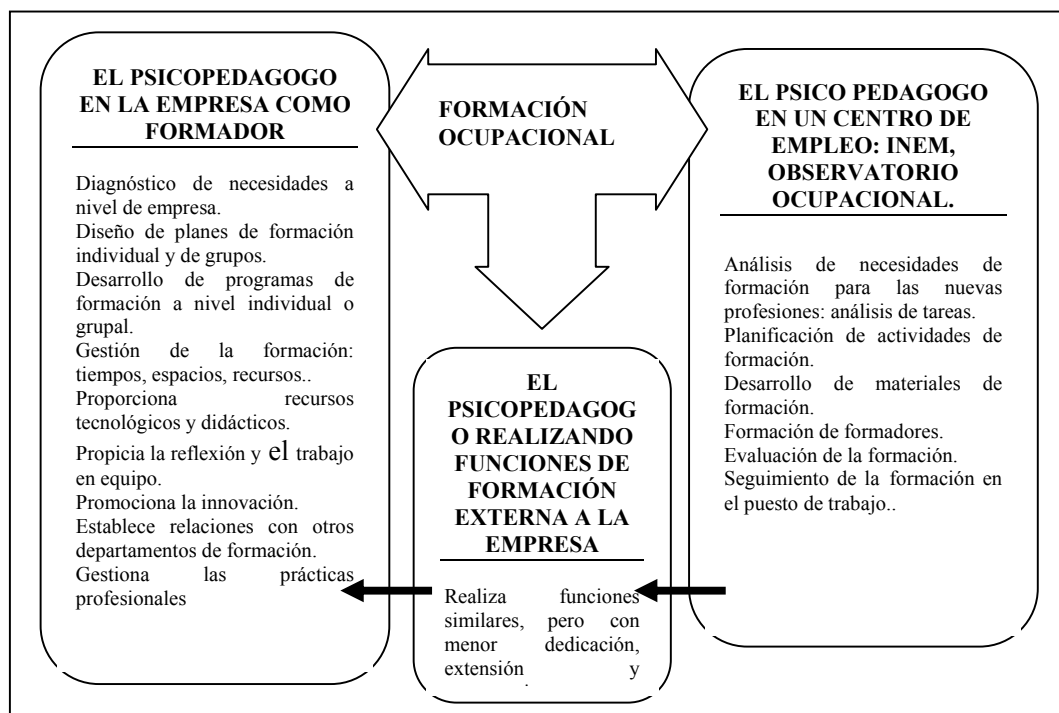 EL PSICOPEDAGOGO
EN LA EMPRESA COMO
FORMADOR
Diagnóstico de necesidades a
nivel de empresa.
Diseño de planes de formación
individual y de grupos.
Desarrollo de programas de
formación a nivel individual o
grupal.
Gestión de la formación:
tiempos, espacios, recursos..
Proporciona recursos
tecnológicos y didácticos.
Propicia la reflexión y el trabajo
en equipo.
Promociona la innovación.
Establece relaciones con otros
departamentos de formación.
Gestiona las prácticas
profesionales
FORMACIÓN
OCUPACIONAL
EL
PSICOPEDAGOG
O REALIZANDO
FUNCIONES DE
FORMACIÓN
EXTERNA A LA
EMPRESA
Realiza funciones
similares, pero con
menor dedicación,
extensión y
EL PSICO PEDAGOGO
EN UN CENTRO DE
EMPLEO: INEM,
OBSERVATORIO
OCUPACIONAL.
Análisis de necesidades de
formación para las nuevas
profesiones: análisis de tareas.
Planificación de actividades de
formación.
Desarrollo de materiales de
formación.
Formación de formadores.
Evaluación de la formación.
Seguimiento de la formación en
el puesto de trabajo..